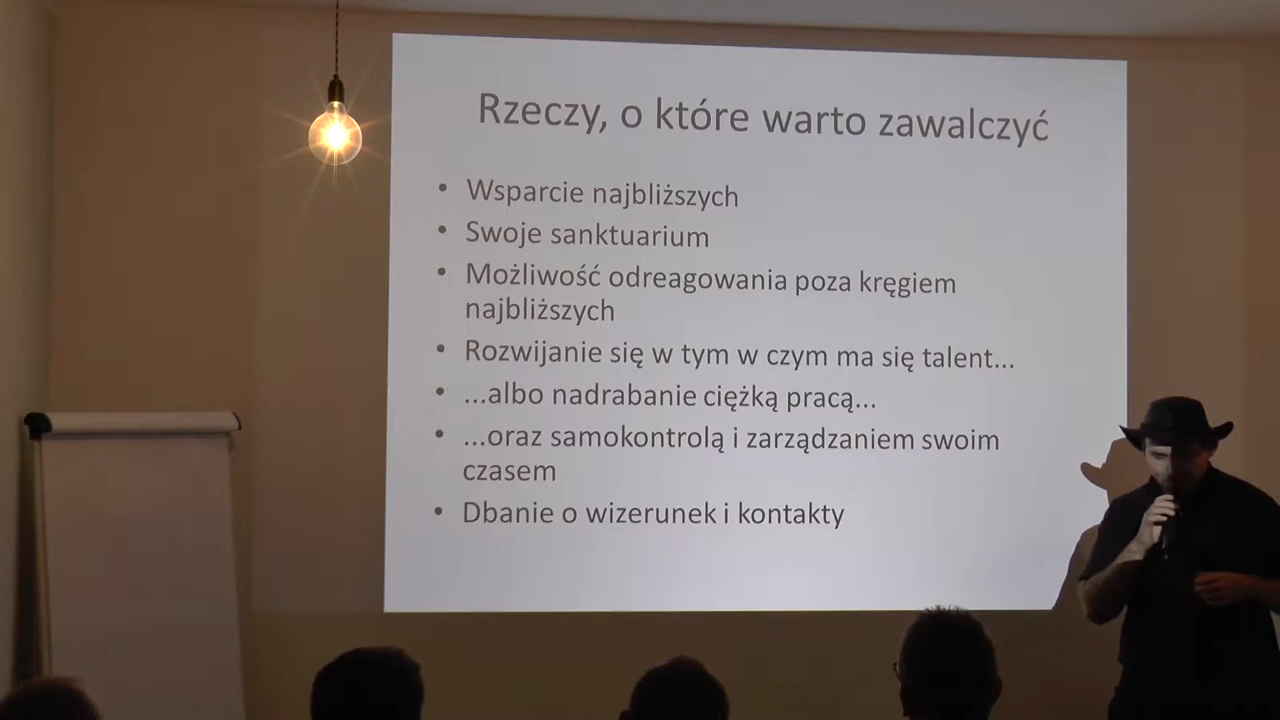 Rzeczy, o które warto zawalczyć
• Wsparcie najbliższych
• Swoje sanktuarium
• Możliwość odreagowania poza kręgiem
najbliższych
• Rozwijanie się w tym w czym ma się talent...
• ...albo nadrabanie ciężką pracą...
• ...oraz samokontrolą i zarządzaniem swoim
czasem
• Dbanie o wizerunek i kontakty